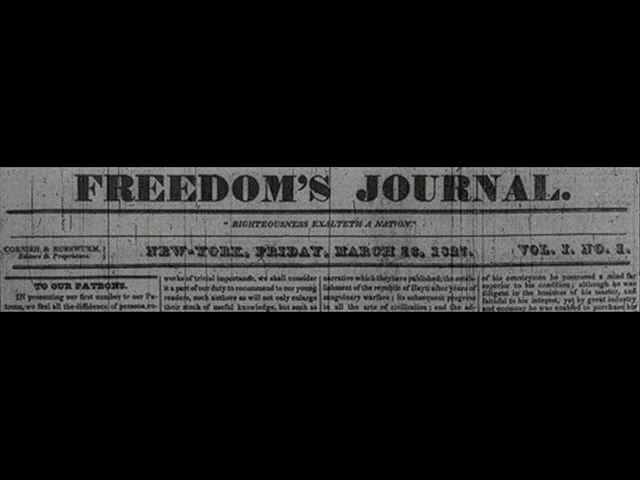 FREEDOM'S JOURNAL.
"RIGHTEOUSNESS EXALTETH A NATION."
CORNISH, & RUSSWURM, }
Editors & Proprietors. }
NEW-YORK, FRIDAY, MARCH 16, 1827.
VOL. I. NO. 1.
TO OUR PATRONS.
IN presenting our first number to our Pa-
trons, we feel all the diffidence of persons
works of trivial importance, we shall consider
it a part of our duty to recommend to our young
readers, such authors as will not only enlarge
their stock of useful knowledge, but such as
narrative which they have published; the estab-
lishment of the republic of Hayti after years of
sanguinary warfare; its subsequent progress
in all the arts of civilization; and the ad-
of his countrymen he possessed a mind far
superior to his condition; although he was
diligent in the business of his master, and
faithful to his interest, yet by great industry
and economy he was enabled to purchase his